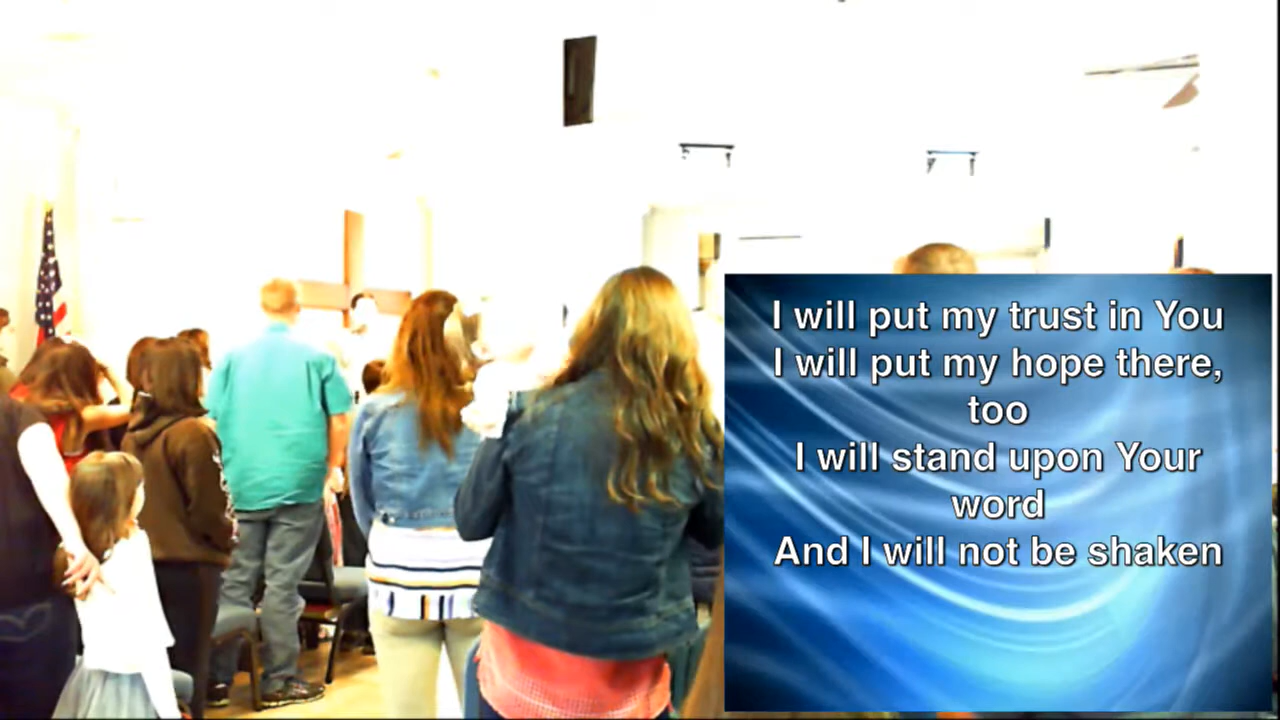 I will put my trust in You
I will put my hope there,
too
I will stand upon Your
word
And I will not be shaken